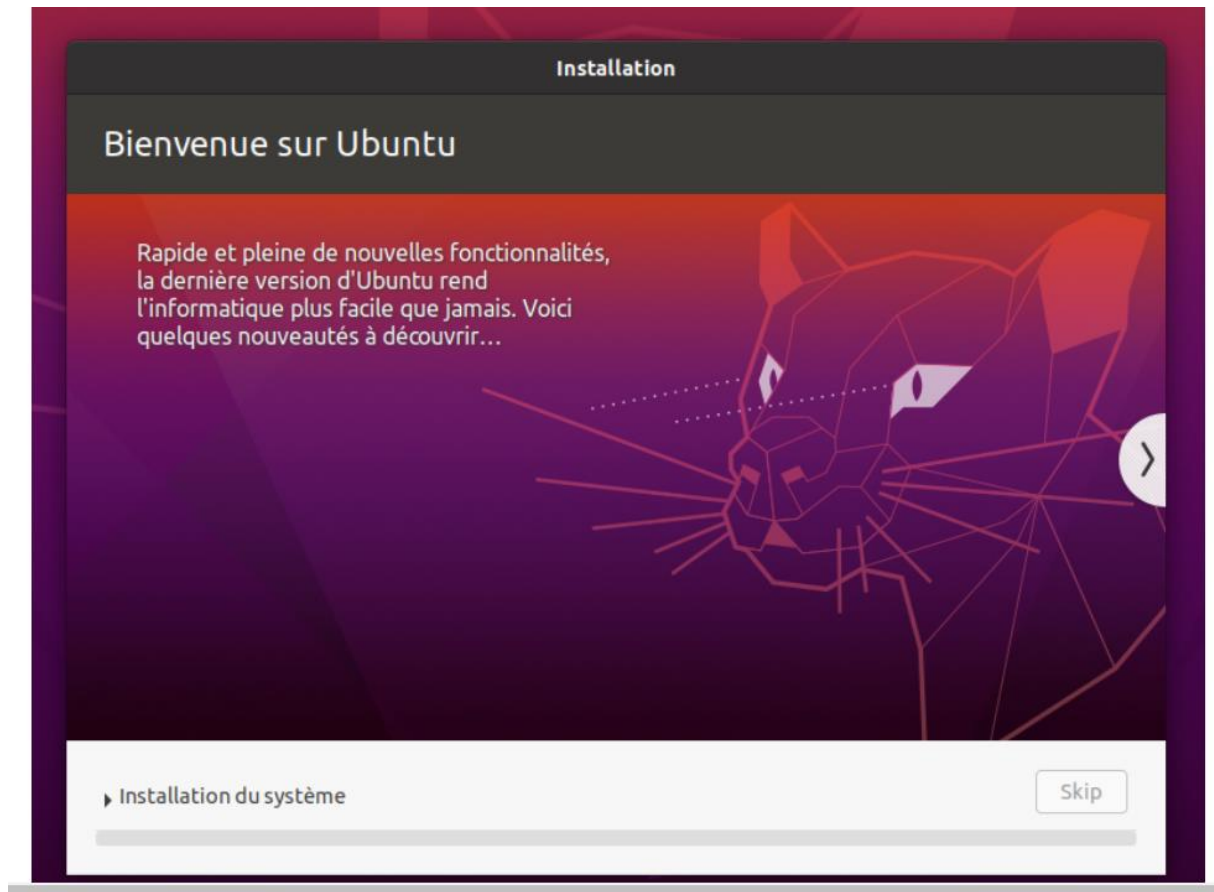 Installation
Bienvenue sur Ubuntu
Rapide et pleine de nouvelles fonctionnalités,
la dernière version d'Ubuntu rend
l'informatique plus facile que jamais. Voici
quelques nouveautés à découvrir…
Installation du système
Skip